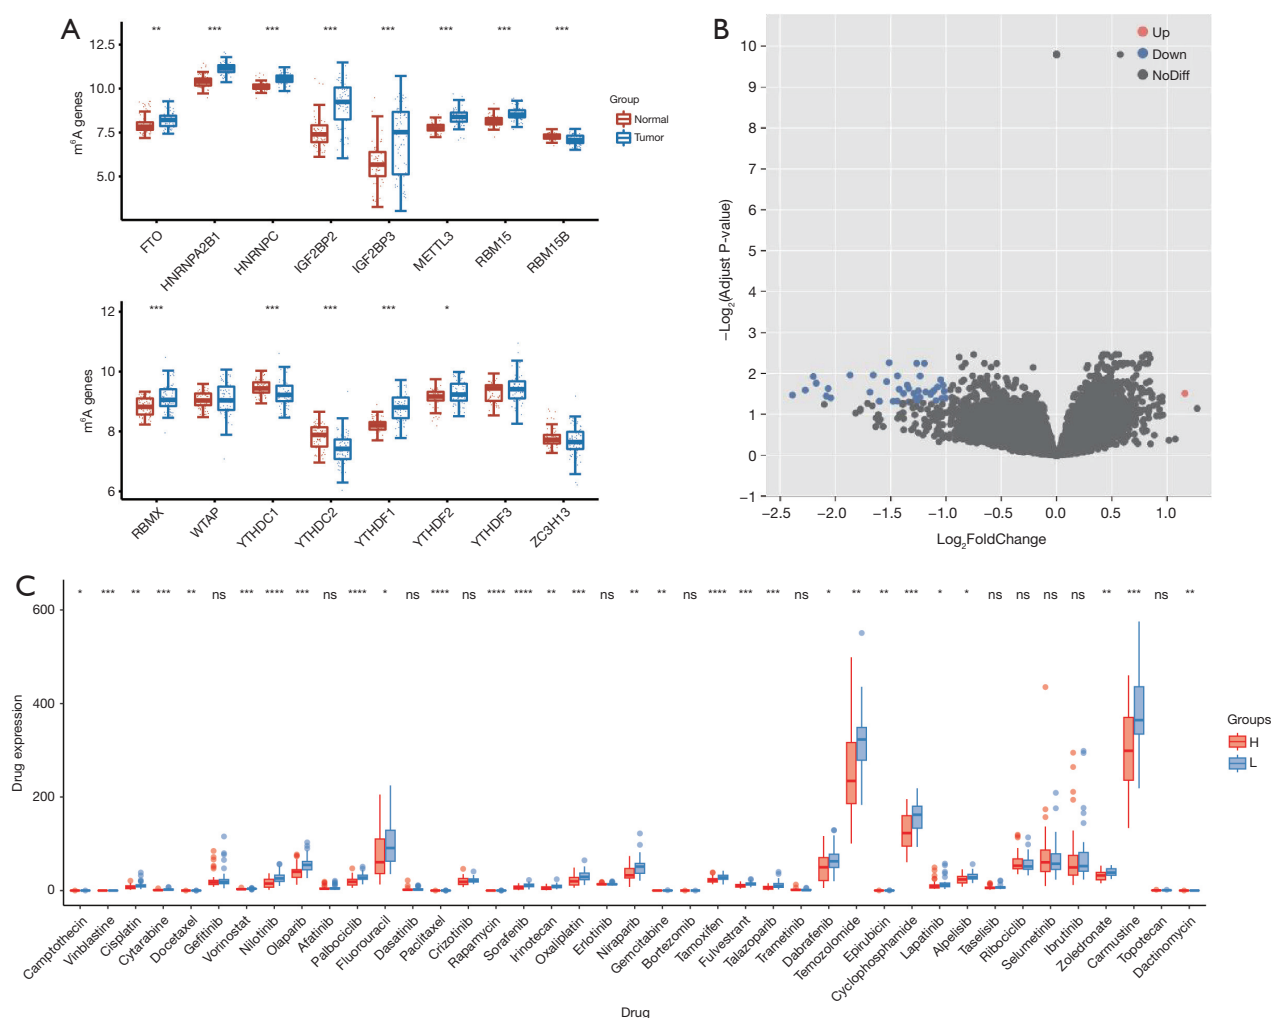 A
** *** *** *** *** *** *** ***
12.5
10.0
7.5
5.0
m6A genes
Group
Normal
Tumor
FTO
HNRNPA2B1
HNRNPC
IGF2BP2
IGF2BP3
METTL3
RBM15
RBM15B
*** *** *** *** *
12
10
8
6
m6A genes
RBMX
WTAP
YTHDC1
YTHDC2
YTHDF1
YTHDF2
YTHDF3
ZC3H13
B
Up
Down
NoDiff
10
9
8
7
6
5
4
3
2
1
0
−1
−Log2(Adjust P-value)
−2.5 −2.0 −1.5 −1.0 −0.5 0.0 0.5 1.0
Log2FoldChange
C
* *** ** *** ** ns *** **** *** ns **** * ns **** ns **** **** ** *** ns ** ** ns **** *** *** ns * ** ** *** * * ns ns ns ns ** *** ns **
600
400
200
0
Drug expression
Groups
H
L
Camptothecin
Vinblastine
Cisplatin
Cytarabine
Docetaxel
Gefitinib
Vorinostat
Nilotinib
Olaparib
Afatinib
Palbociclib
Fluorouracil
Dasatinib
Paclitaxel
Crizotinib
Rapamycin
Sorafenib
Irinotecan
Oxaliplatin
Erlotinib
Niraparib
Gemcitabine
Bortezomib
Tamoxifen
Fulvestrant
Talazoparib
Trametinib
Dabrafenib
Temozolomide
Epirubicin
Cyclophosphamide
Lapatinib
Alpelisib
Taselisib
Ribociclib
Selumetinib
Ibrutinib
Zoledronate
Carmustine
Topotecan
Dactinomycin
Drug